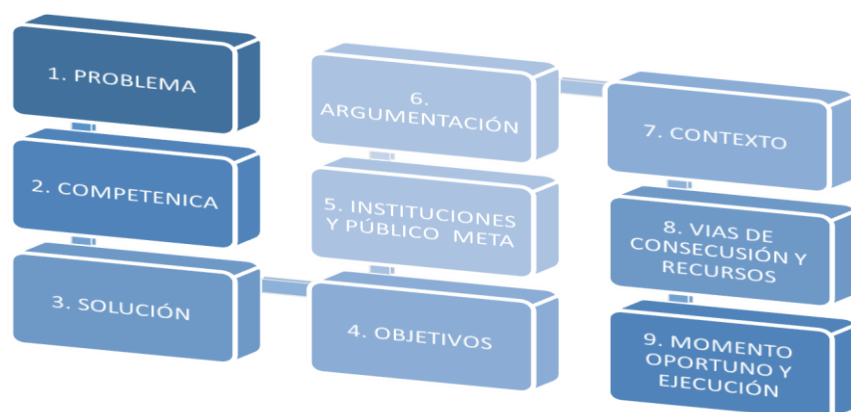 1. PROBLEMA
2. COMPETENICA
3. SOLUCIÓN
4. OBJETIVOS
5. INSTITUCIONES
Y PÚBLICO META
6.
ARGUMENTACIÓN
7. CONTEXTO
8. VIAS DE
CONSECUSIÓN Y
RECURSOS
9. MOMENTO
OPORTUNO Y
EJECUCIÓN